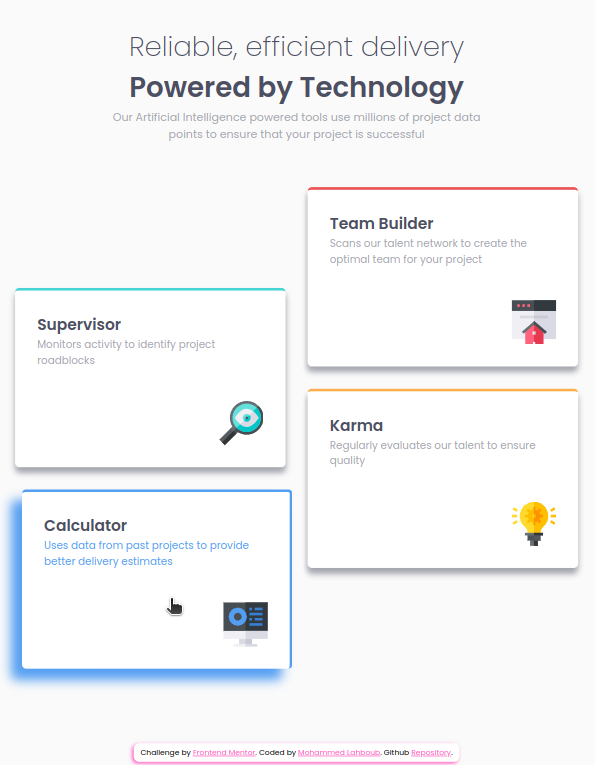 Reliable, efficient delivery
Powered by Technology
Our Artificial Intelligence powered tools use millions of project data
points to ensure that your project is successful
Team Builder
Scans our talent network to create the
optimal team for your project
Supervisor
Monitors activity to identify project
roadblocks
Karma
Regularly evaluates our talent to ensure
quality
Calculator
Uses data from past projects to provide
better delivery estimates
Challenge by Frontend Mentor. Coded by Mohammed Lahboub. Github Repository.